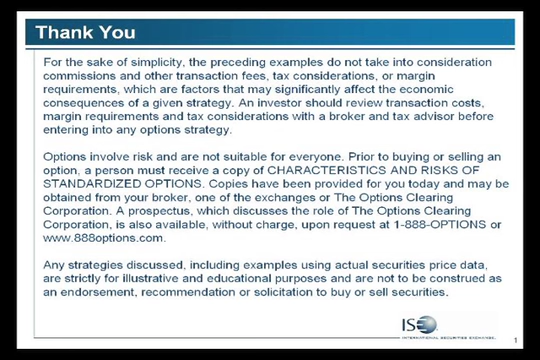 Thank You
For the sake of simplicity, the preceding examples do not take into consideration
commissions and other transaction fees, tax considerations, or margin
requirements, which are factors that may significantly affect the economic
consequences of a given strategy. An investor should review transaction costs,
margin requirements and tax considerations with a broker and tax advisor before
entering into any options strategy.
Options involve risk and are not suitable for everyone. Prior to buying or selling an
option, a person must receive a copy of CHARACTERISTICS AND RISKS OF
STANDARDIZED OPTIONS. Copies have been provided for you today and may be
obtained from your broker, one of the exchanges or The Options Clearing
Corporation. A prospectus, which discusses the role of The Options Clearing
Corporation, is also available, without charge, upon request at 1-888-OPTIONS or
www.888options.com.
Any strategies discussed, including examples using actual securities price data,
are strictly for illustrative and educational purposes and are not to be construed as
an endorsement, recommendation or solicitation to buy or sell securities.
ISE
INTERNATIONAL SECURITIES EXCHANGE.
1